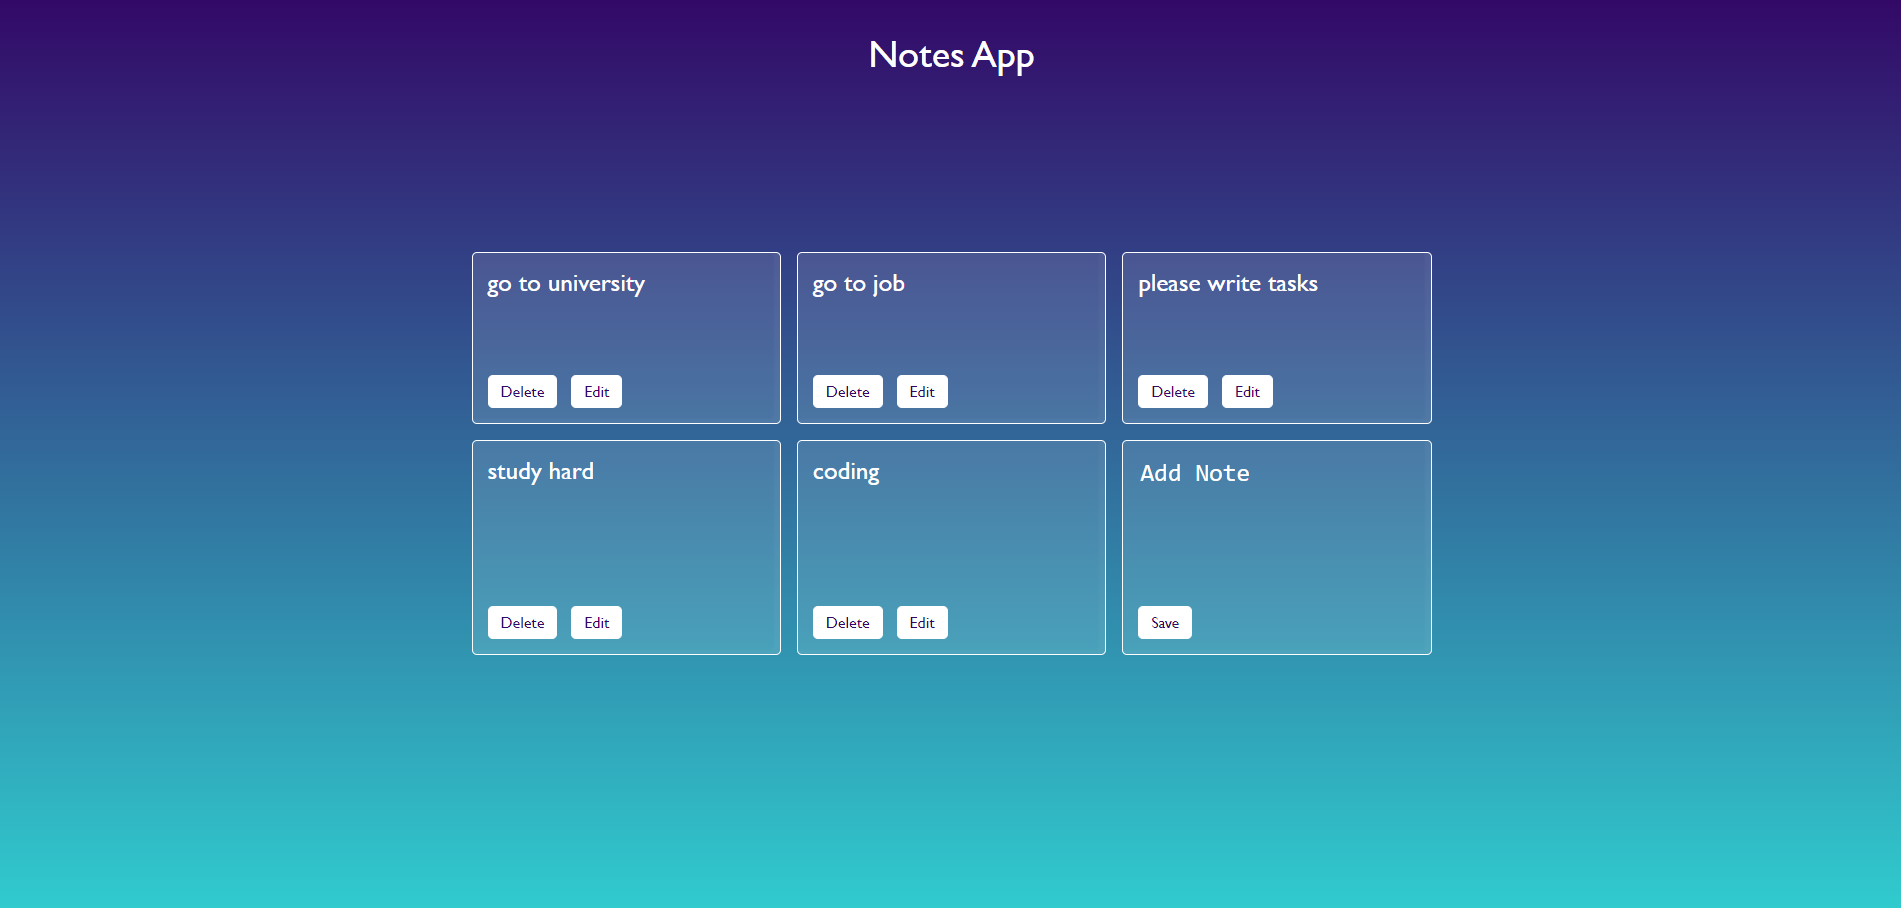 Notes App
go to university
Delete Edit
go to job
Delete Edit
please write tasks
Delete Edit
study hard
Delete Edit
coding
Delete Edit
Add Note
Save